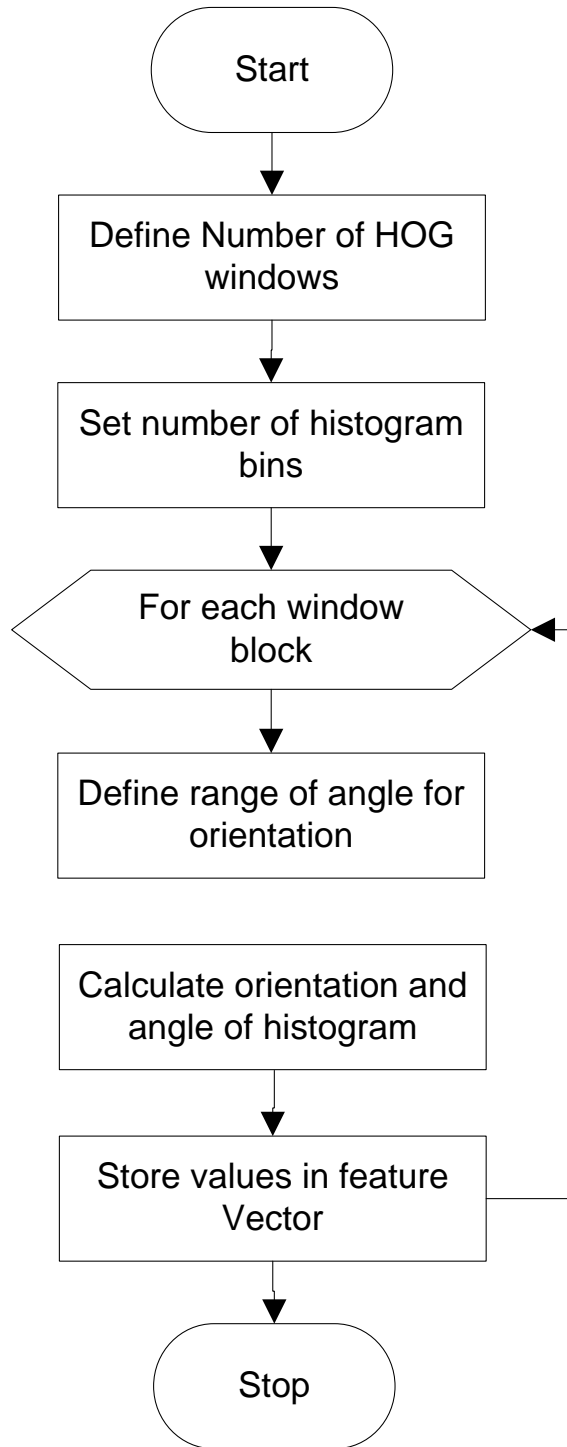 Start
Define Number of HOG
windows
Set number of histogram
bins
For each window
block
Define range of angle for
orientation
Calculate orientation and
angle of histogram
Store values in feature
Vector
Stop